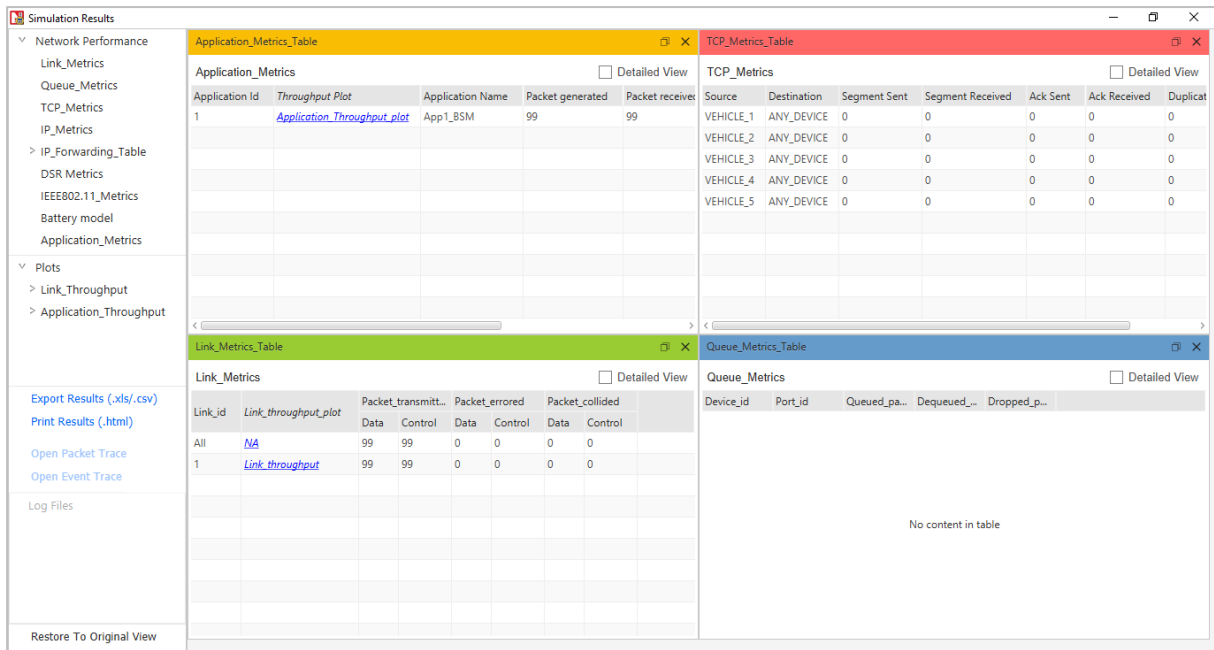 Simulation Results
Network Performance
Link_Metrics
Queue_Metrics
TCP_Metrics
IP_Metrics
IP_Forwarding_Table
DSR Metrics
IEEE802.11_Metrics
Battery model
Application_Metrics
Plots
Link_Throughput
Application_Throughput
Export Results (.xls/.csv)
Print Results (.html)
Open Packet Trace
Open Event Trace
Log Files
Restore To Original View
Application_Metrics_Table
Application_Metrics Detailed View
Application Id Throughput Plot Application Name Packet generated Packet received
1 Application_Throughput_plot App1_BSM 99 99
TCP_Metrics_Table
TCP_Metrics Detailed View
Source Destination Segment Sent Segment Received Ack Sent Ack Received Duplicat
VEHICLE_1 ANY_DEVICE 0 0 0 0 0
VEHICLE_2 ANY_DEVICE 0 0 0 0 0
VEHICLE_3 ANY_DEVICE 0 0 0 0 0
VEHICLE_4 ANY_DEVICE 0 0 0 0 0
VEHICLE_5 ANY_DEVICE 0 0 0 0 0
Link_Metrics_Table
Link_Metrics Detailed View
Link_id Link_throughput_plot Packet_transmitt... Packet_errored Packet_collided
Data Control Data Control Data Control
All NA 99 99 0 0 0 0
1 Link_throughput 99 99 0 0 0 0
Queue_Metrics_Table
Queue_Metrics Detailed View
Device_id Port_id Queued_pa... Dequeued_... Dropped_p...
No content in table